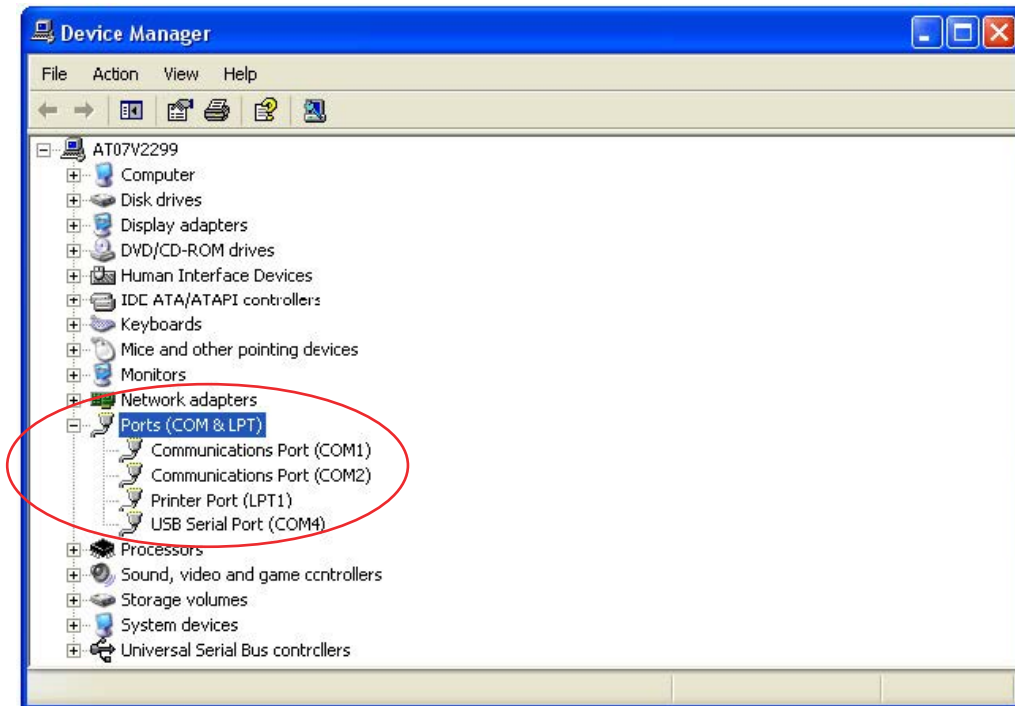 Device Manager
File Action View Help
AT07V2299
Computer
Disk drives
Display adapters
DVD/CD-ROM drives
Human Interface Devices
IDE ATA/ATAPI controllers
Keyboards
Mice and other pointing devices
Monitors
Network adapters
Ports (COM & LPT)
Communications Port (COM1)
Communications Port (COM2)
Printer Port (LPT1)
USB Serial Port (COM4)
Processors
Sound, video and game controllers
Storage volumes
System devices
Universal Serial Bus controllers